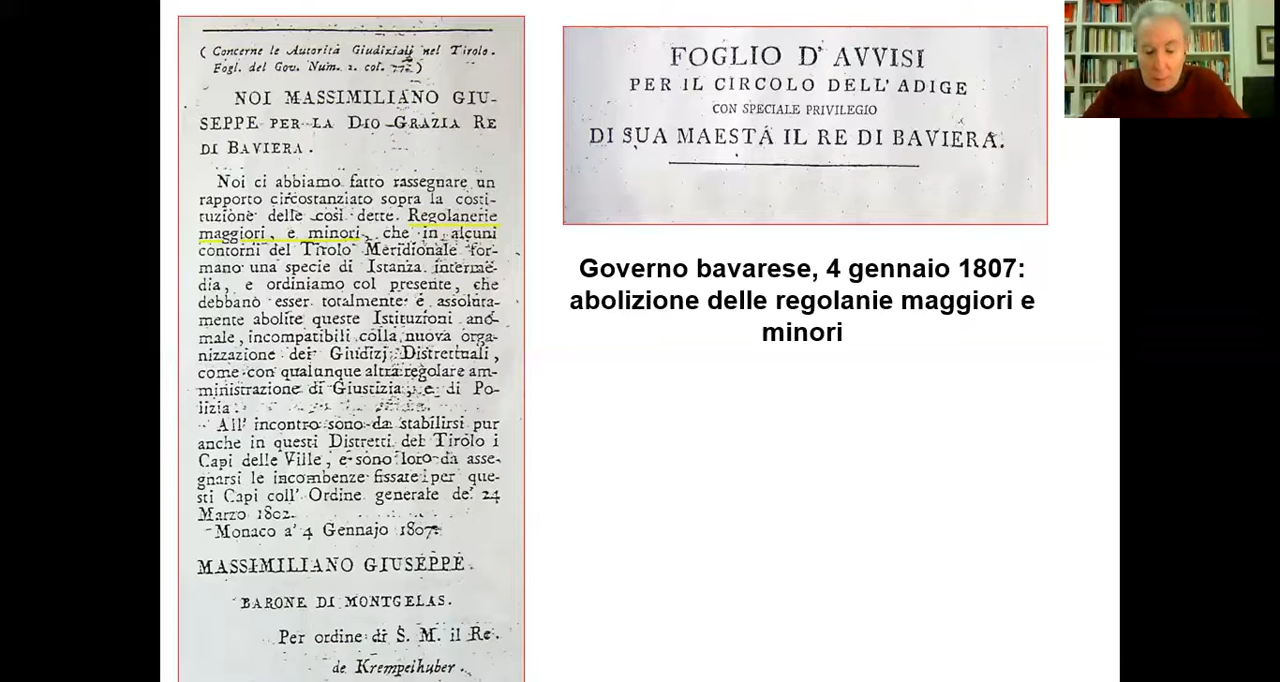 ( Concerne le Autorità Giudiziali nel Tirolo.
Fogl. del Gov. Num. 2. col.
NOI MASSIMILIANO GIU-
SEPPE PER LA DIO GRAZIA RE
DI BAVIERA.
Noi ci abbiamo fatto rassegnare un
rapporto circostanziato sopra la costi-
tuzione delle così dette. Regolanerie
maggiori, e minori, che in alcuni
contorni del Tirolo Meridionale for-
mano una specie di Istanza interme-
dia, e ordiniamo col presente, che
debbano esser totalmente e assoluta-
mente abolite queste Istituzioni ano-
male, incompatibili colla nuova orga-
nizzazione dei Giudizj Distrettuali,
come con qualunque altra regolare am-
ministrazione di Giustizia, e di Po-
lizia.
All' incontro sono da stabilirsi pur
anche in questi Distretti del Tirolo i
Capi delle Ville, e sono loro da asse-
gnarsi le incombenze fissate per que-
sti Capi coll' Ordine generale de' 24
Marzo 1802.
Monaco a' 4 Gennajo 1807.
MASSIMILIANO GIUSEPPE.
BARONE DI MONTGELAS.
Per ordine di S. M. il Re.
de Krempelhuber.
FOGLIO D' AVVISI
PER IL CIRCOLO DELL' ADIGE
CON SPECIALE PRIVILEGIO
DI SUA MAESTÁ IL RE DI BAVIERA.
Governo bavarese, 4 gennaio 1807:
abolizione delle regolanie maggiori e
minori